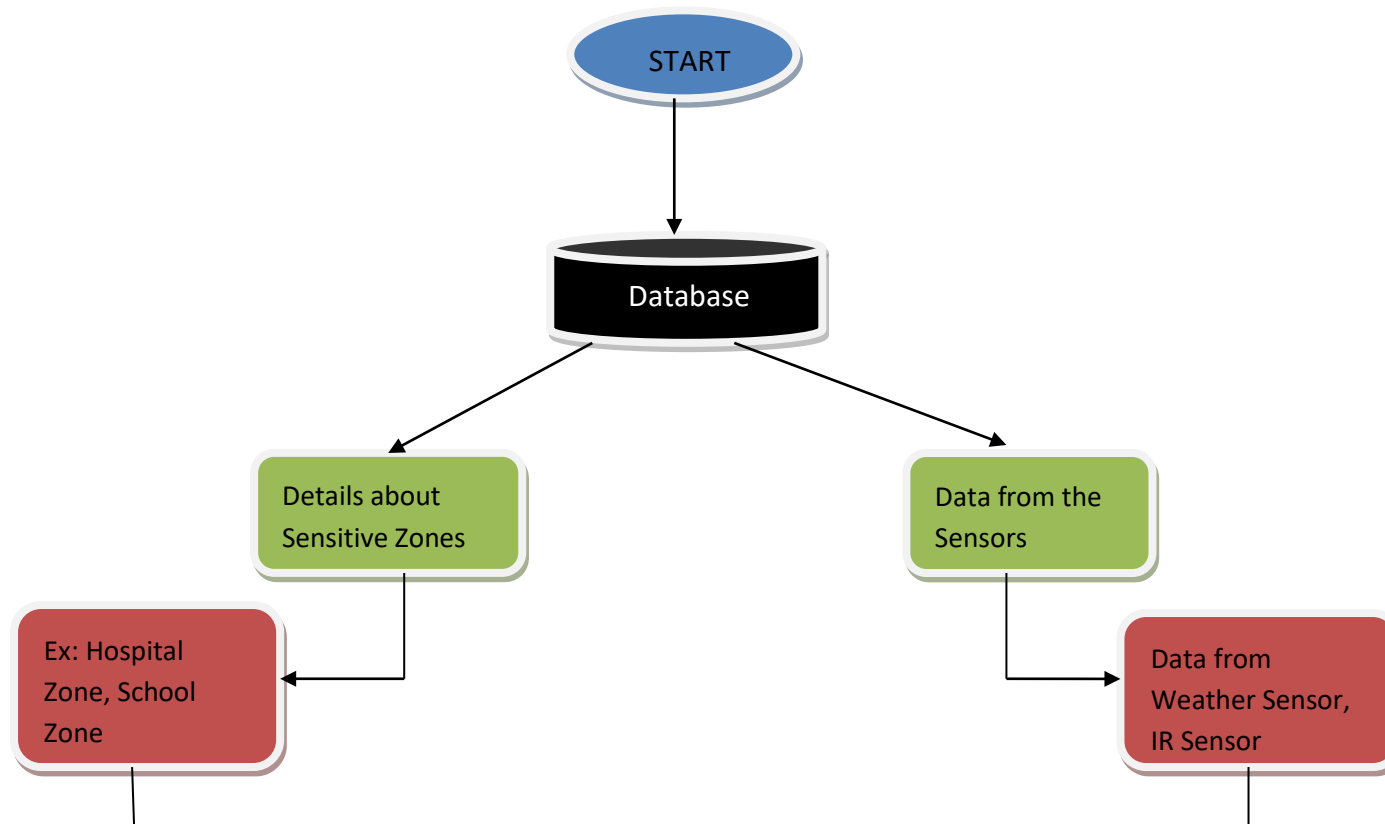 START
Database
Details about
Sensitive Zones
Data from the
Sensors
Ex: Hospital
Zone, School
Zone
Data from
Weather Sensor,
IR Sensor